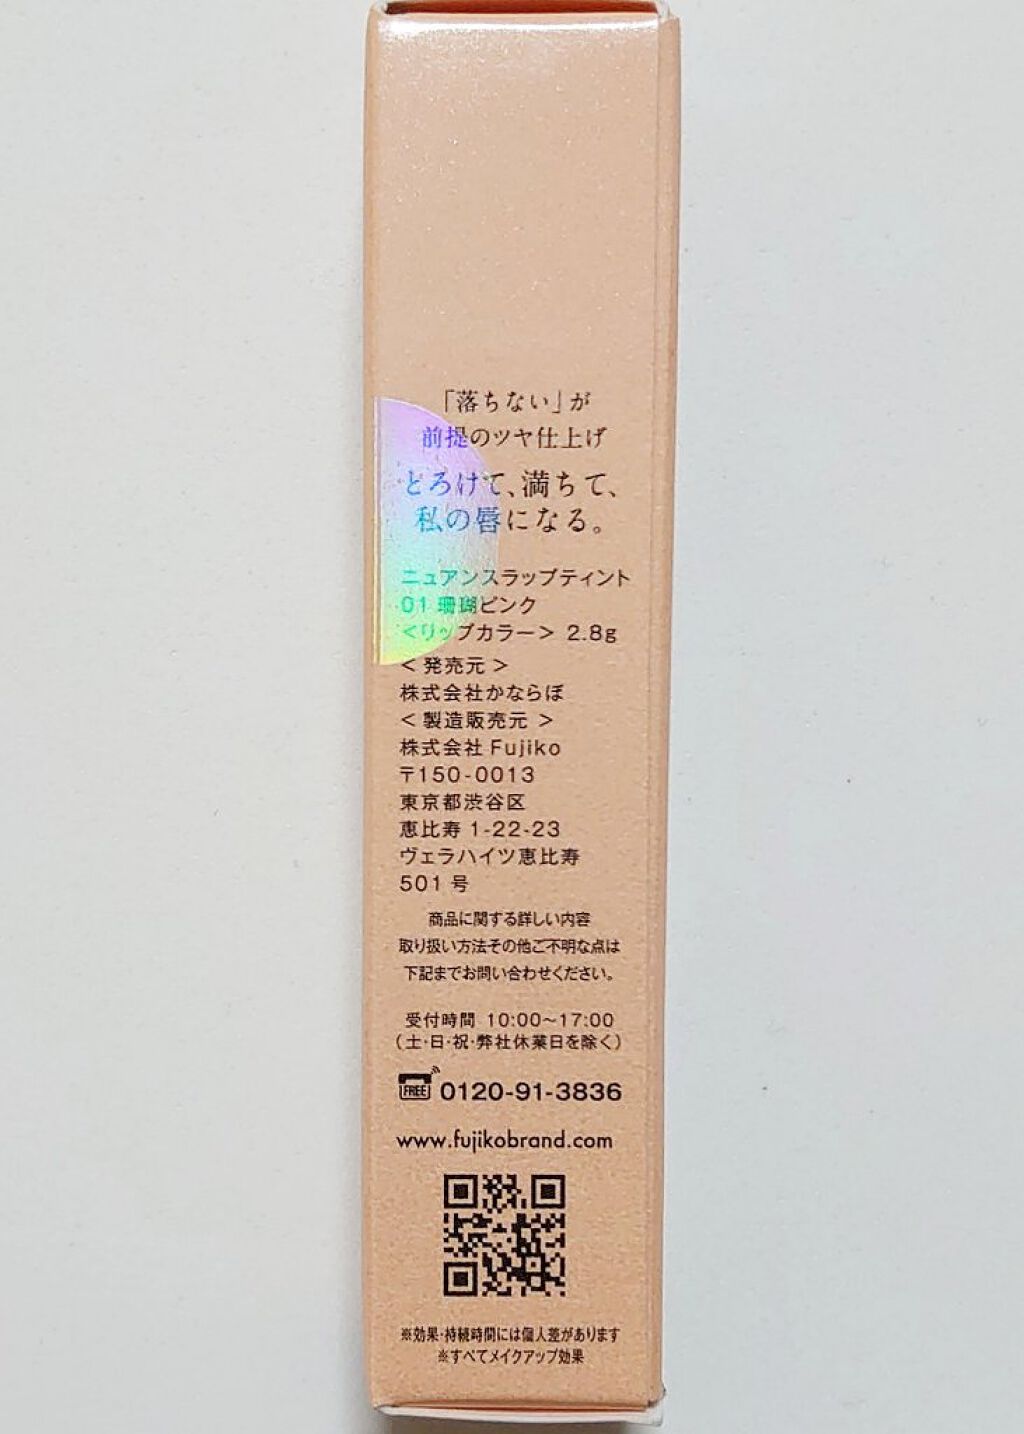 「落ちない」が
前提のツヤ仕上げ
とろけて、満ちて、
私の唇になる。
ニュアンスラップティント
01 珊瑚ピンク
＜リップカラー＞ 2.8g
＜発売元＞
株式会社かならぼ
＜製造販売元＞
株式会社 Fujiko
〒150-0013
東京都渋谷区
恵比寿 1-22-23
ヴェラハイツ恵比寿
501 号
商品に関する詳しい内容
取り扱い方法その他ご不明な点は
下記までお問い合わせください。
受付時間 10:00~17:00
(土・日・祝・弊社休業日を除く)
FREE 0120-91-3836
www.fujikobrand.com
※効果・持続時間には個人差があります
※すべてメイクアップ効果